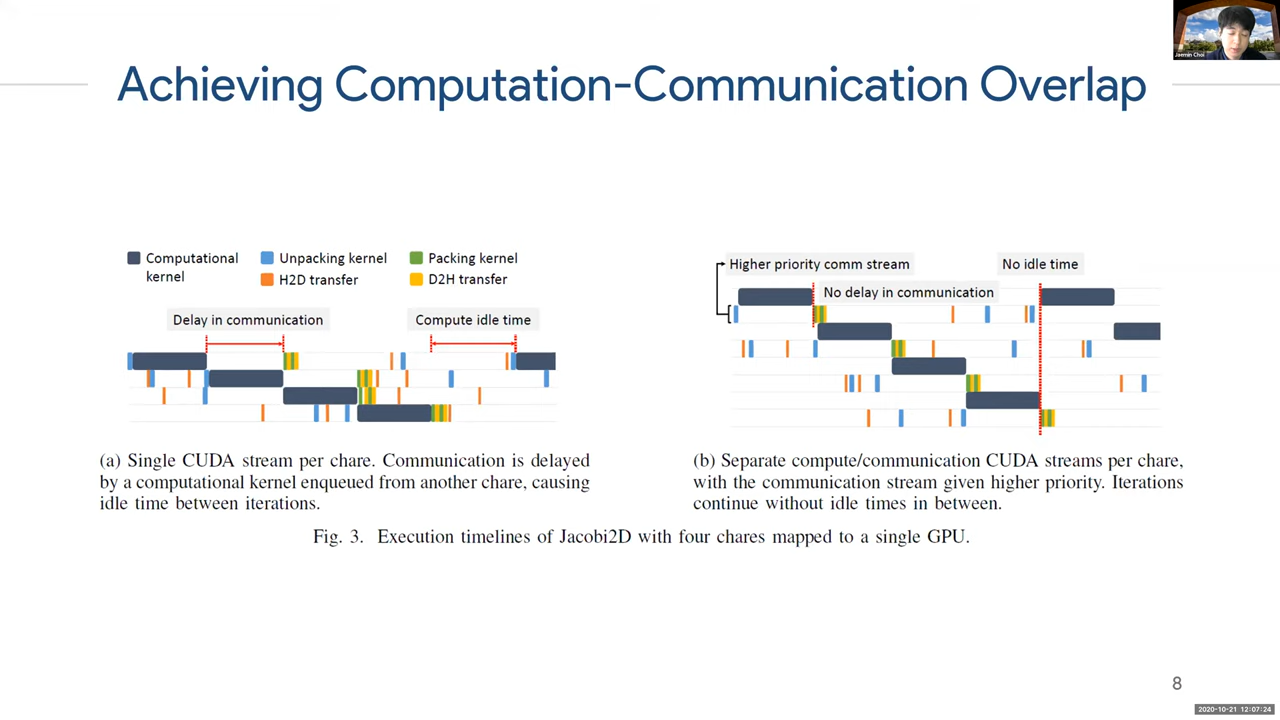 Jaemin Choi
Achieving Computation-Communication Overlap
Computational kernel
Unpacking kernel
Packing kernel
H2D transfer
D2H transfer
Delay in communication
Compute idle time
(a) Single CUDA stream per chare. Communication is delayed
by a computational kernel enqueued from another chare, causing
idle time between iterations.
Higher priority comm stream
No idle time
No delay in communication
(b) Separate compute/communication CUDA streams per chare,
with the communication stream given higher priority. Iterations
continue without idle times in between.
Fig. 3. Execution timelines of Jacobi2D with four chares mapped to a single GPU.
8
2020-10-21 12:07:24